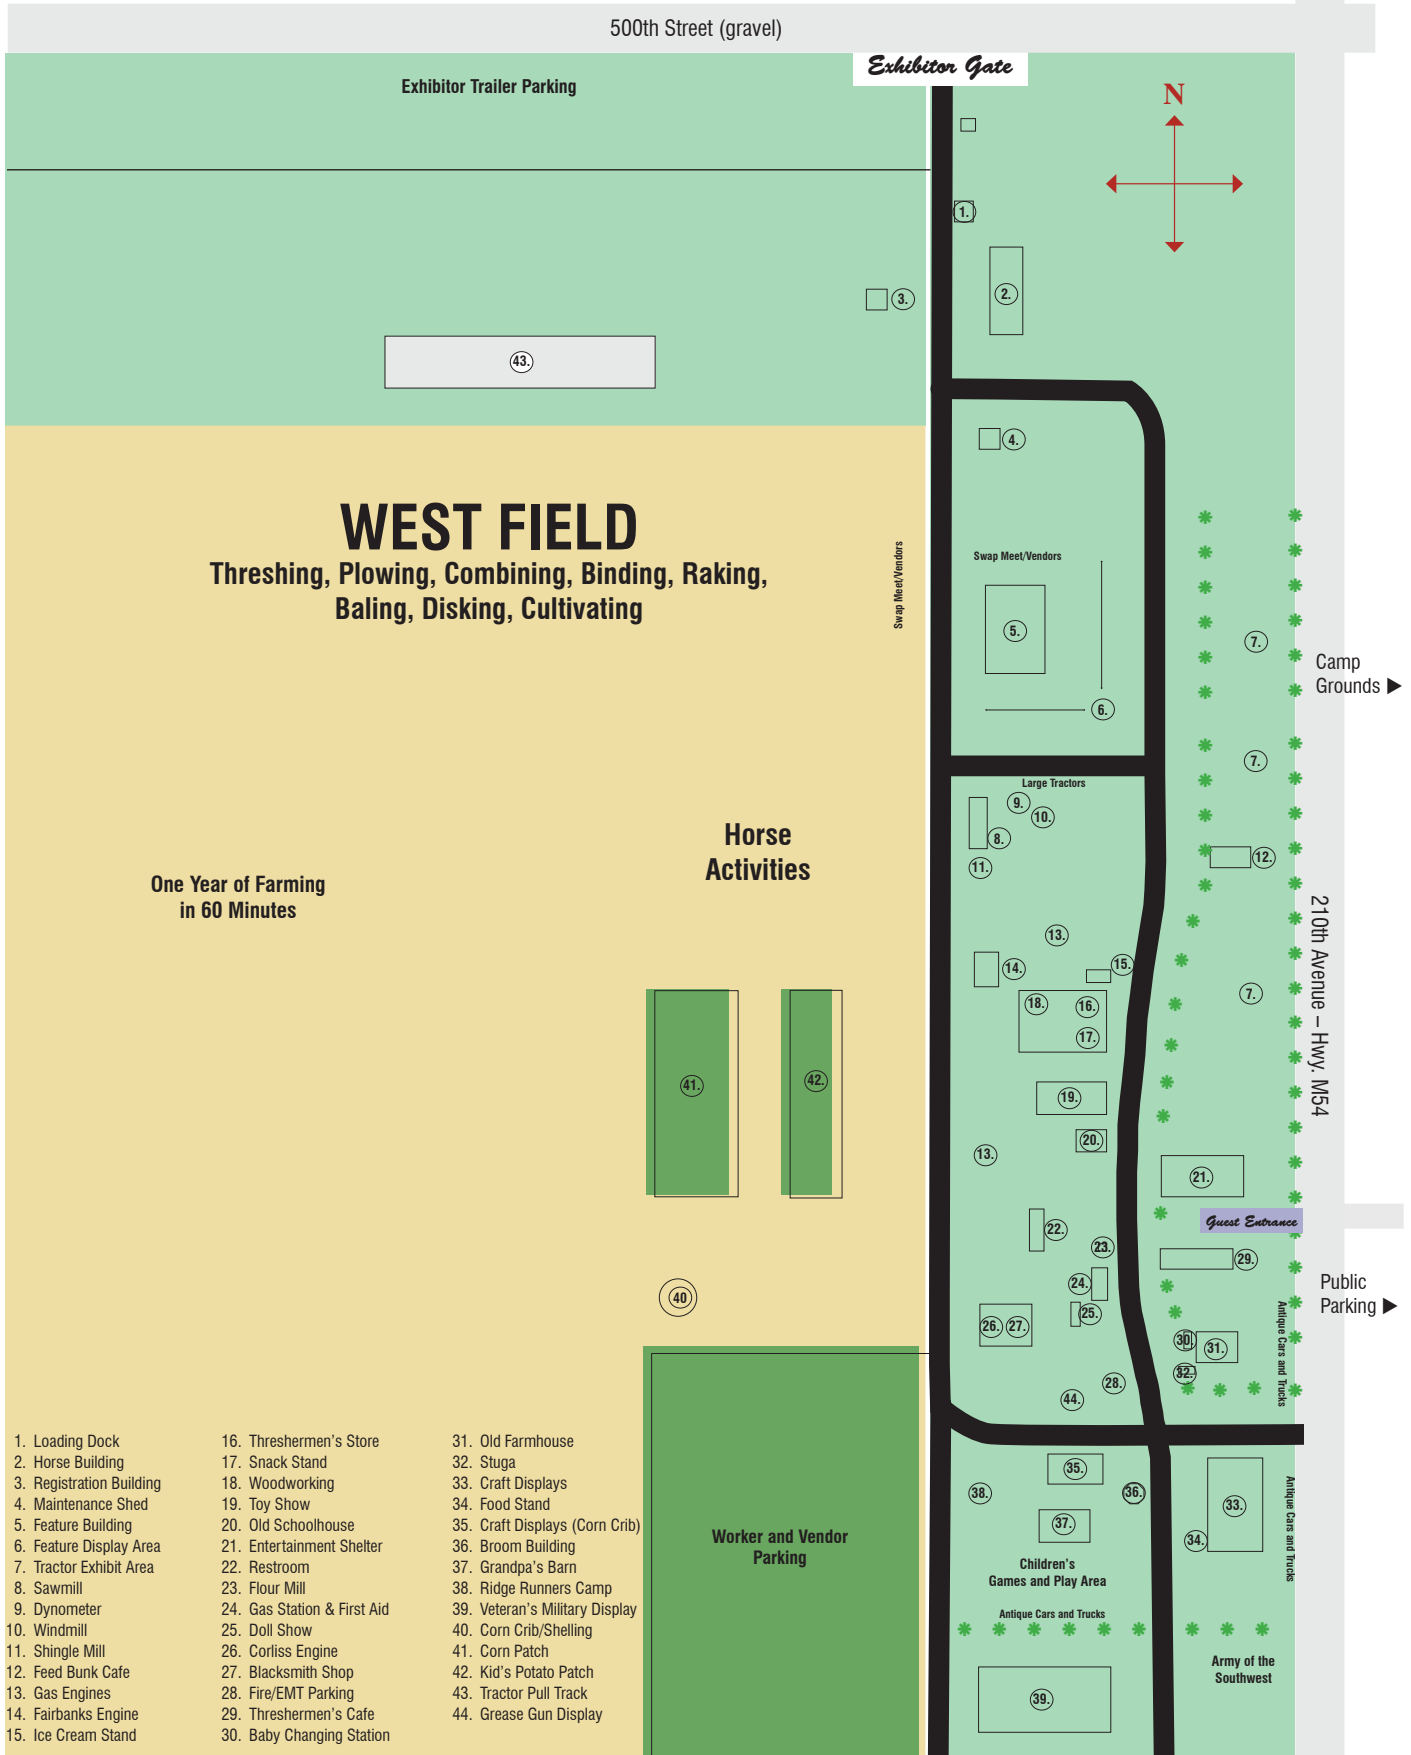 500th Street (gravel)
Exhibitor Gate
Exhibitor Trailer Parking
N
1.
2.
3.
43.
4.
WEST FIELD
Threshing, Plowing, Combining, Binding, Raking,
Baling, Disking, Cultivating
Swap Meet/Vendors
Swap Meet/Vendors
5.
6.
7.
Camp
Grounds
7.
Large Tractors
9.
10.
8.
11.
12.
Horse
Activities
One Year of Farming
in 60 Minutes
210th Avenue – Hwy. M54
13.
14.
15.
7.
18.
16.
17.
41.
42.
19.
20.
13.
21.
Guest Entrance
22.
23.
29.
24.
25.
40
26.
27.
Public
Parking
Antique Cars and Trucks
30.
31.
32.
28.
44.
35.
38.
36.
33.
37.
34.
Antique Cars and Trucks
Worker and Vendor
Parking
Children's
Games and Play Area
Antique Cars and Trucks
Army of the
Southwest
39.
1. Loading Dock
2. Horse Building
3. Registration Building
4. Maintenance Shed
5. Feature Building
6. Feature Display Area
7. Tractor Exhibit Area
8. Sawmill
9. Dynometer
10. Windmill
11. Shingle Mill
12. Feed Bunk Cafe
13. Gas Engines
14. Fairbanks Engine
15. Ice Cream Stand
16. Threshermen's Store
17. Snack Stand
18. Woodworking
19. Toy Show
20. Old Schoolhouse
21. Entertainment Shelter
22. Restroom
23. Flour Mill
24. Gas Station & First Aid
25. Doll Show
26. Corliss Engine
27. Blacksmith Shop
28. Fire/EMT Parking
29. Threshermen's Cafe
30. Baby Changing Station
31. Old Farmhouse
32. Stuga
33. Craft Displays
34. Food Stand
35. Craft Displays (Corn Crib)
36. Broom Building
37. Grandpa's Barn
38. Ridge Runners Camp
39. Veteran's Military Display
40. Corn Crib/Shelling
41. Corn Patch
42. Kid's Potato Patch
43. Tractor Pull Track
44. Grease Gun Display